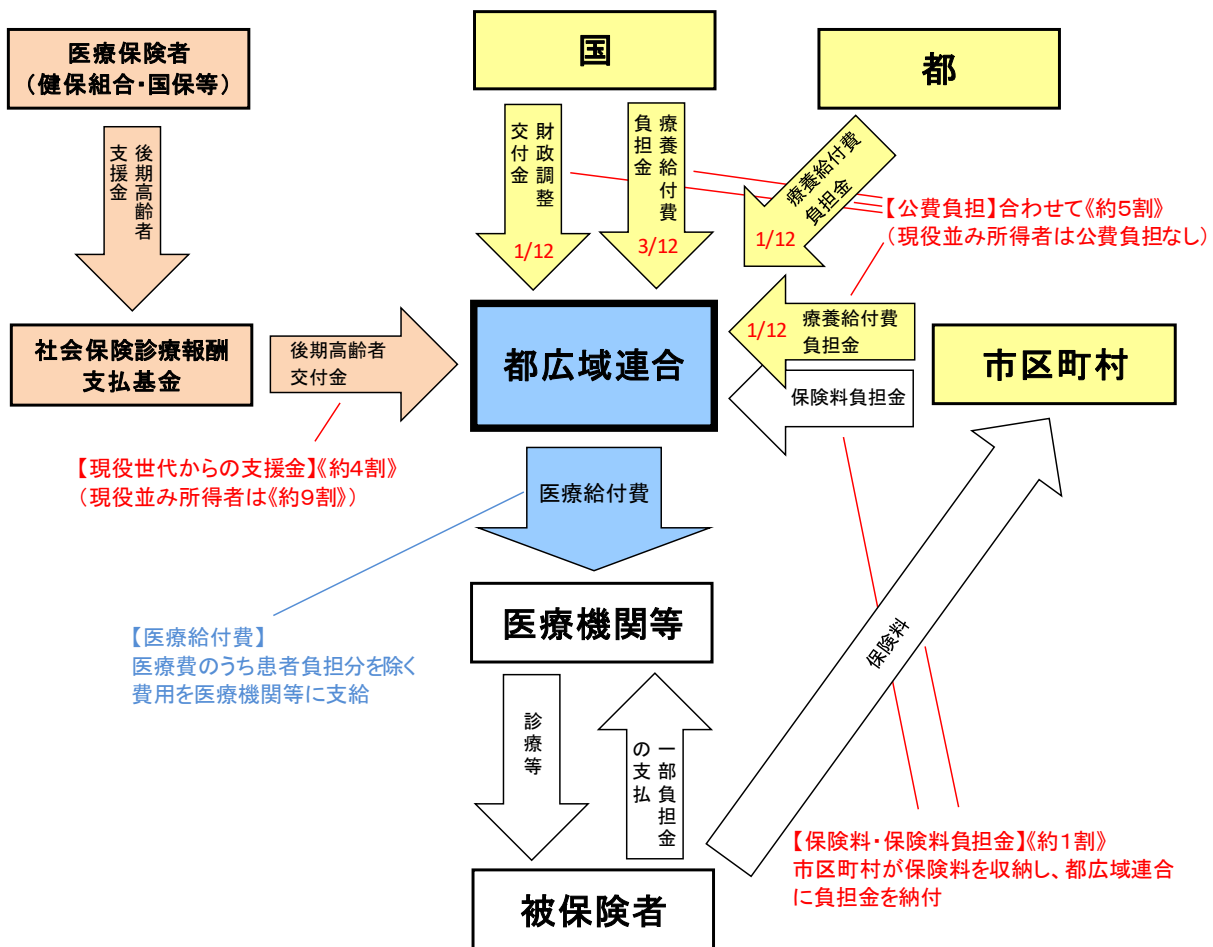 医療保険者
（健保組合・国保等）
国
都
後期高齢者
支援金
財政調整
交付金
1/12
療養給付費
負担金
3/12
療養給付費
負担金
1/12
【公費負担】合わせて《約５割》
（現役並み所得者は公費負担なし）
社会保険診療報酬
支払基金
後期高齢者
交付金
都広域連合
1/12
療養給付費
負担金
保険料負担金
市区町村
【現役世代からの支援金】《約４割》
（現役並み所得者は《約９割》）
医療給付費
医療機関等
【医療給付費】
医療費のうち患者負担分を除く
費用を医療機関等に支給
保険料
診療等
一部負担金
の支払
【保険料・保険料負担金】《約１割》
市区町村が保険料を収納し、都広域連合
に負担金を納付
被保険者